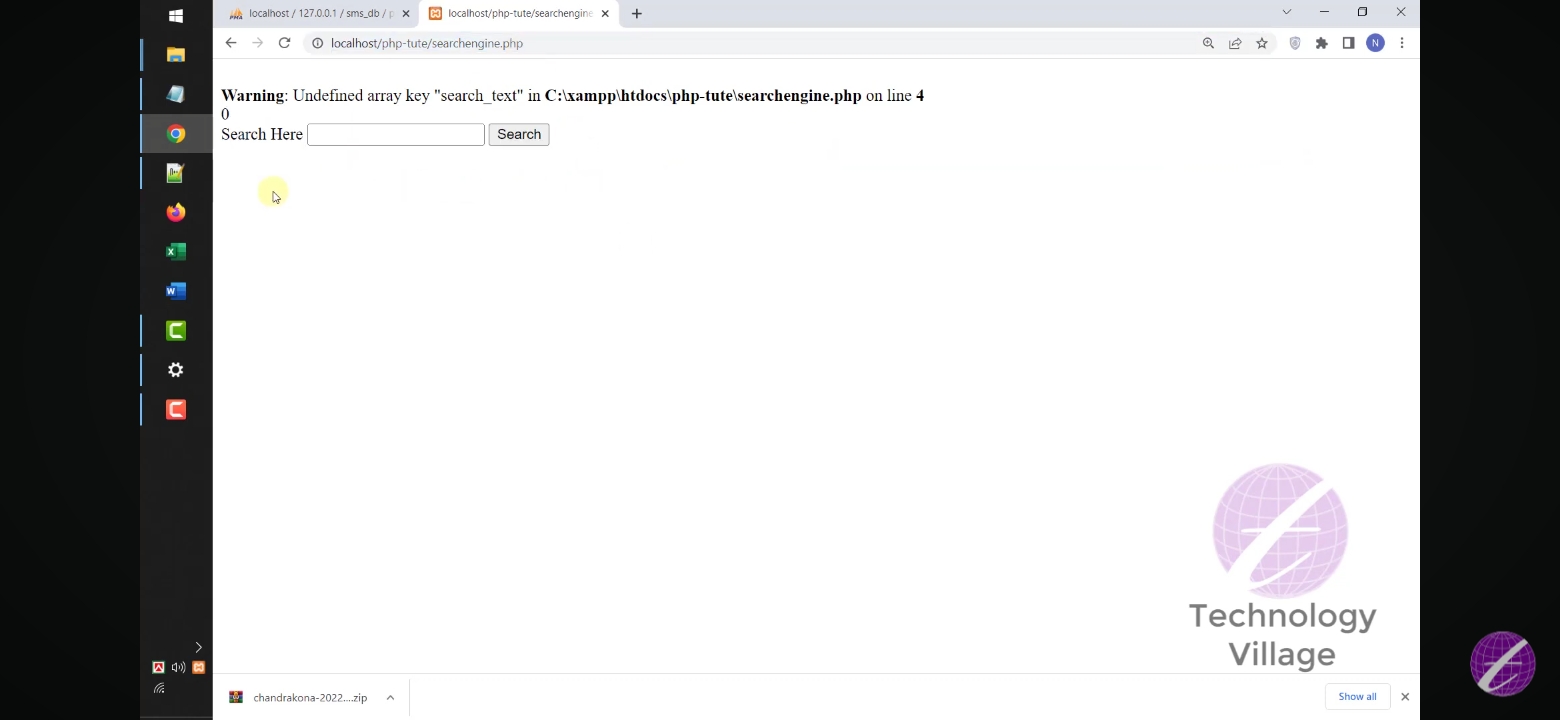 localhost / 127.0.0.1 / sms_db / p
localhost/php-tute/searchengine
localhost/php-tute/searchengine.php
N
Warning: Undefined array key "search_text" in C:\xampp\htdocs\php-tute\searchengine.php on line 4
0
Search Here Search
Technology
Village
chandrakona-2022....zip
Show all